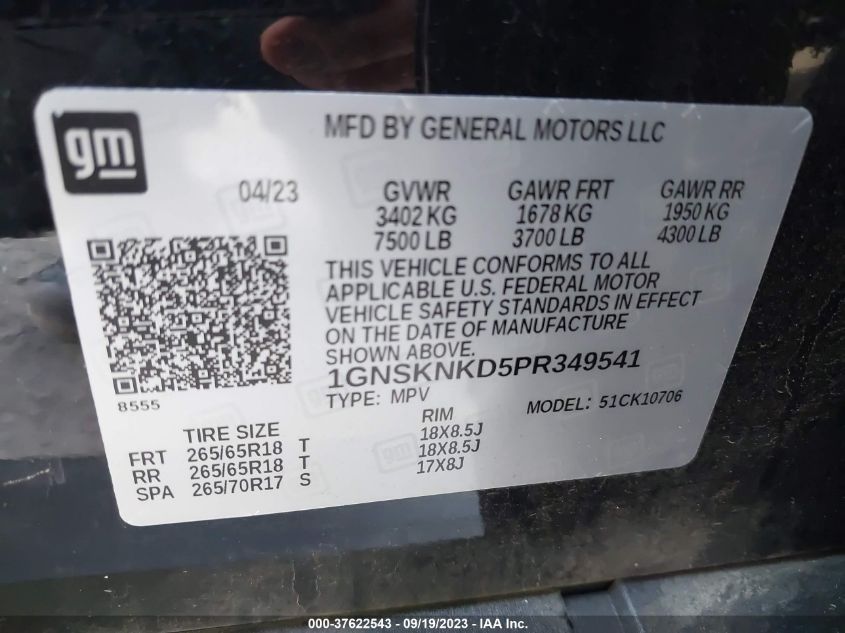 gm
MFD BY GENERAL MOTORS LLC
04/23 GVWR GAWR FRT GAWR RR
3402 KG 1678 KG 1950 KG
7500 LB 3700 LB 4300 LB
THIS VEHICLE CONFORMS TO ALL
APPLICABLE U.S. FEDERAL MOTOR
VEHICLE SAFETY STANDARDS IN EFFECT
ON THE DATE OF MANUFACTURE
SHOWN ABOVE.
1GNSKNKD5PR349541
8555
TYPE: MPV MODEL: 51CK10706
TIRE SIZE RIM
FRT 265/65R18 T 18X8.5J
RR 265/65R18 T 18X8.5J
SPA 265/70R17 S 17X8J
000-37622543 - 09/19/2023 - IAA Inc.